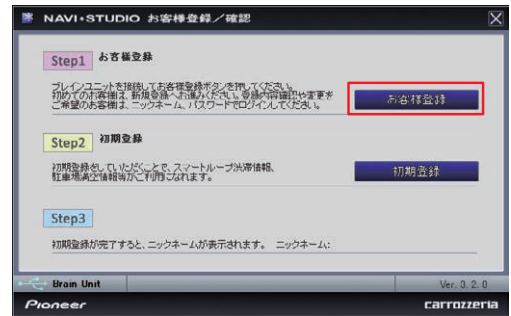 NAVI★STUDIO お客様登録／確認
Step1 お客様登録
ブレインユニットを接続してお客様登録ボタンを押してください。
初めてのお客様は、新規登録へお進みください。登録内容確認や変更を
ご希望のお客様は、ニックネーム、パスワードでログインしてください。
お客様登録
Step2 初期登録
初期登録をしていただくことで、スマートループ渋滞情報、
駐車場満空情報等がご利用になれます。
初期登録
Step3
初期登録が完了すると、ニックネームが表示されます。 ニックネーム:
Brain Unit
Ver. 0. 2. 0
Pioneer
carrozzeria